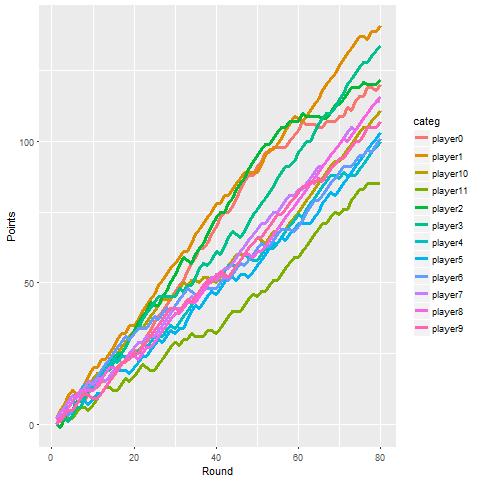 100
50
0
0
20
40
60
80
Points
Round
categ
player0
player1
player10
player11
player2
player3
player4
player5
player6
player7
player8
player9